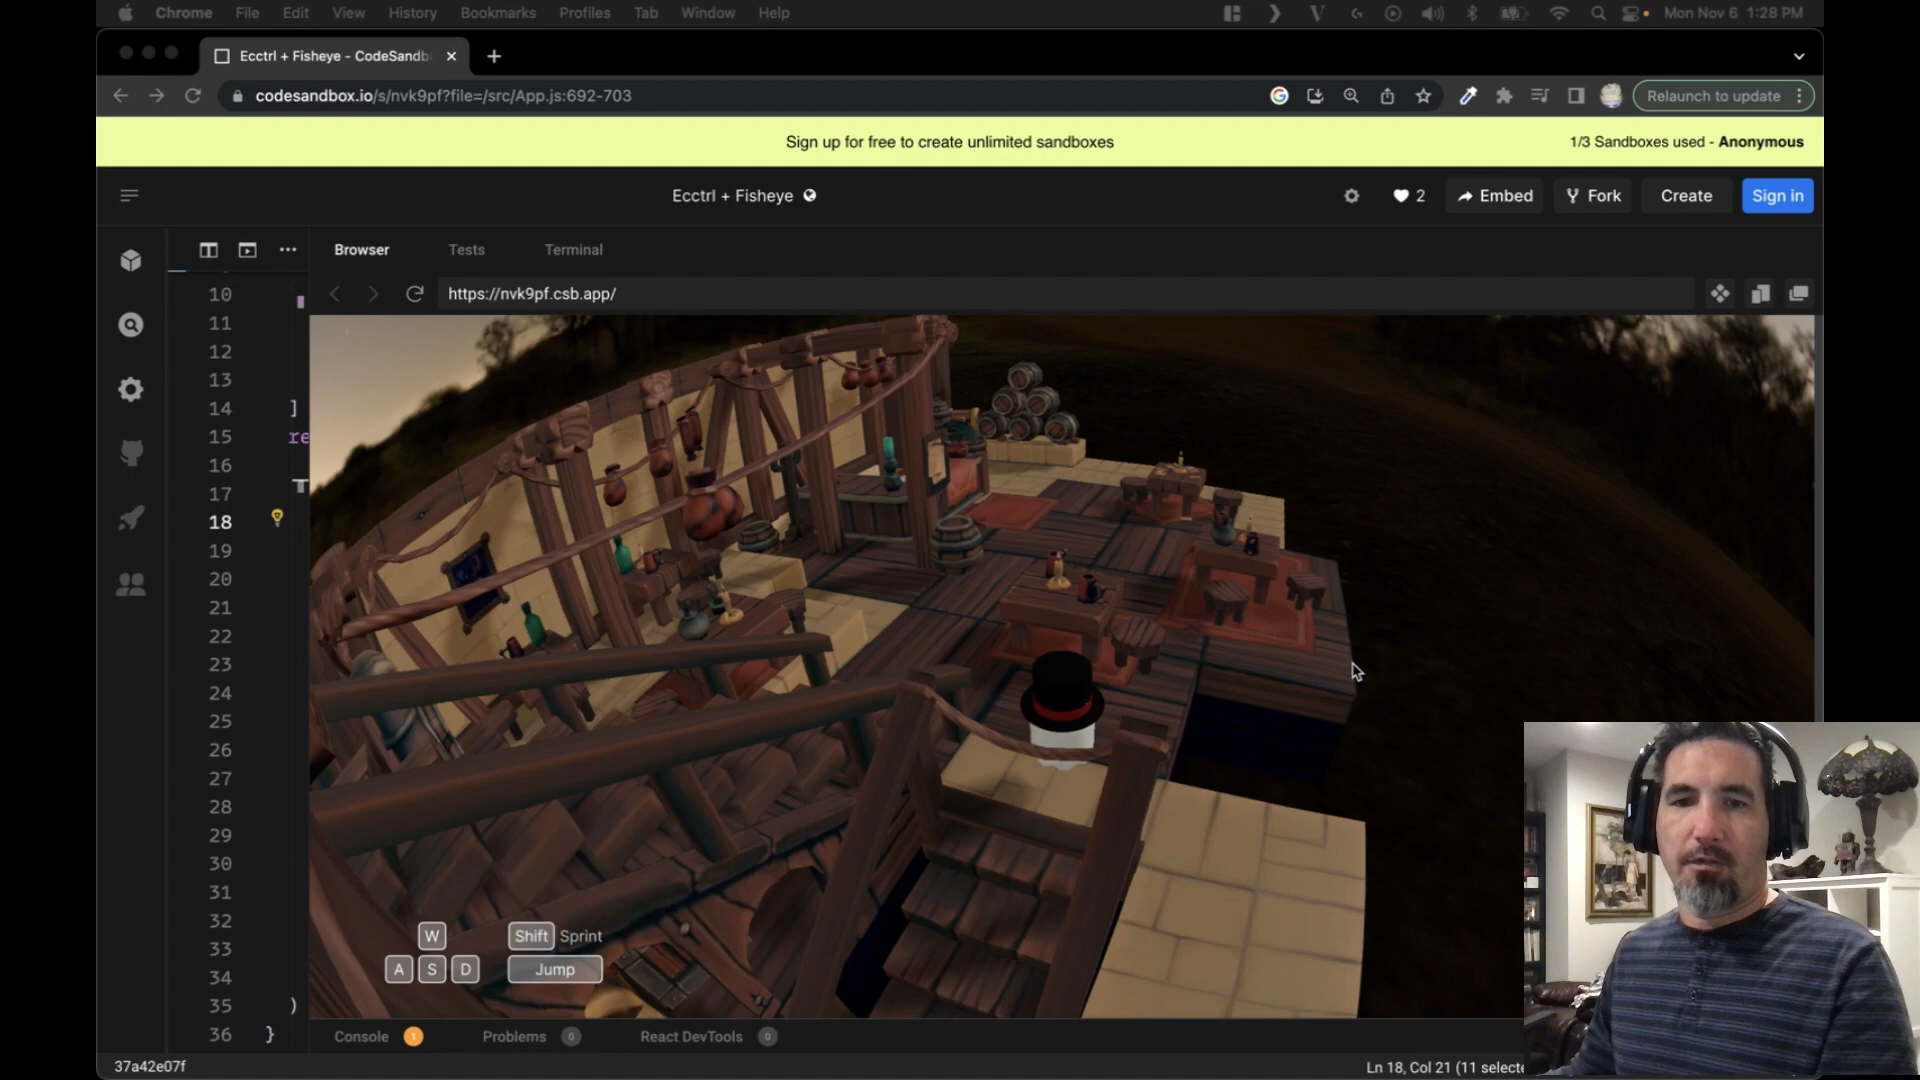 Chrome File Edit View History Bookmarks Profiles Tab Window Help Mon Nov 6 1:28 PM
Ecctrl + Fisheye - CodeSandb
codesandbox.io/s/nvk9pf?file=/src/App.js:692-703 Relaunch to update
Sign up for free to create unlimited sandboxes 1/3 Sandboxes used - Anonymous
Ecctrl + Fisheye 2 Embed Fork Create Sign in
Browser Tests Terminal
https://nvk9pf.csb.app/
10
11
12
13
14 ]
15 re
16
17
18
19
20
21
22
23
24
25
26
27
28
29
30
31
32
33
34
35 )
36 }
W Shift Sprint
A S D Jump
Console 1 Problems 0 React DevTools 0
37a42e07f Ln 18, Col 21 (11 selecte